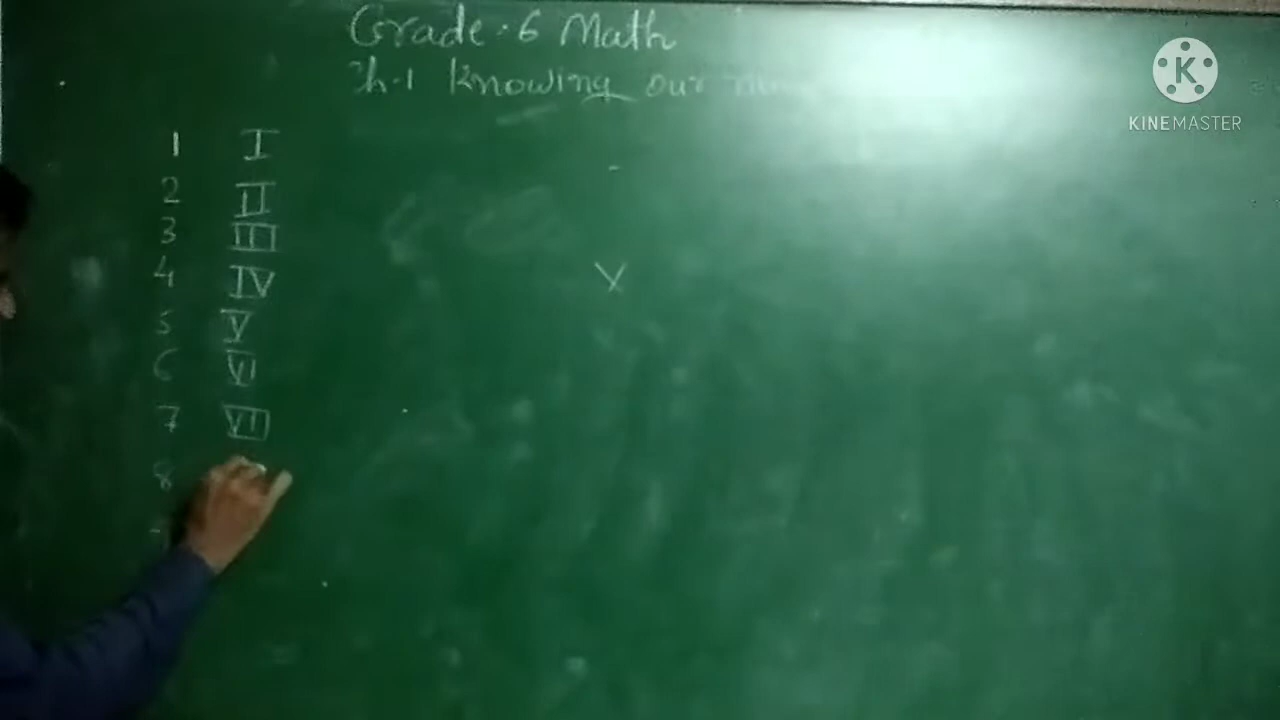 Grade. 6 Math
Ch-1 Knowing our
K
KINEMASTER
1 I
2 II
3 III
4 IV
X
5 V
6 VI
7 VII
8